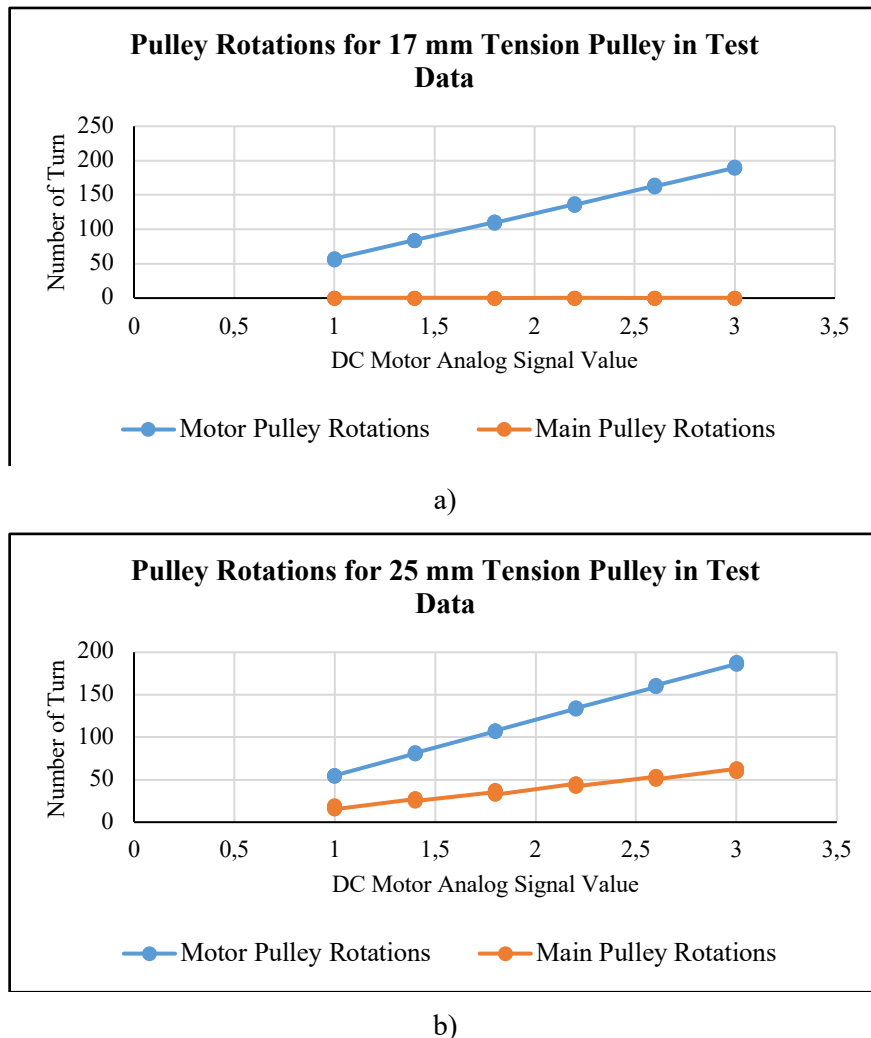 Pulley Rotations for 17 mm Tension Pulley in Test
Data
Number of Turn
250
200
150
100
50
0
0 0,5 1 1,5 2 2,5 3 3,5
DC Motor Analog Signal Value
Motor Pulley Rotations Main Pulley Rotations
a)
Pulley Rotations for 25 mm Tension Pulley in Test
Data
Number of Turn
200
150
100
50
0
0 0,5 1 1,5 2 2,5 3 3,5
DC Motor Analog Signal Value
Motor Pulley Rotations Main Pulley Rotations
b)